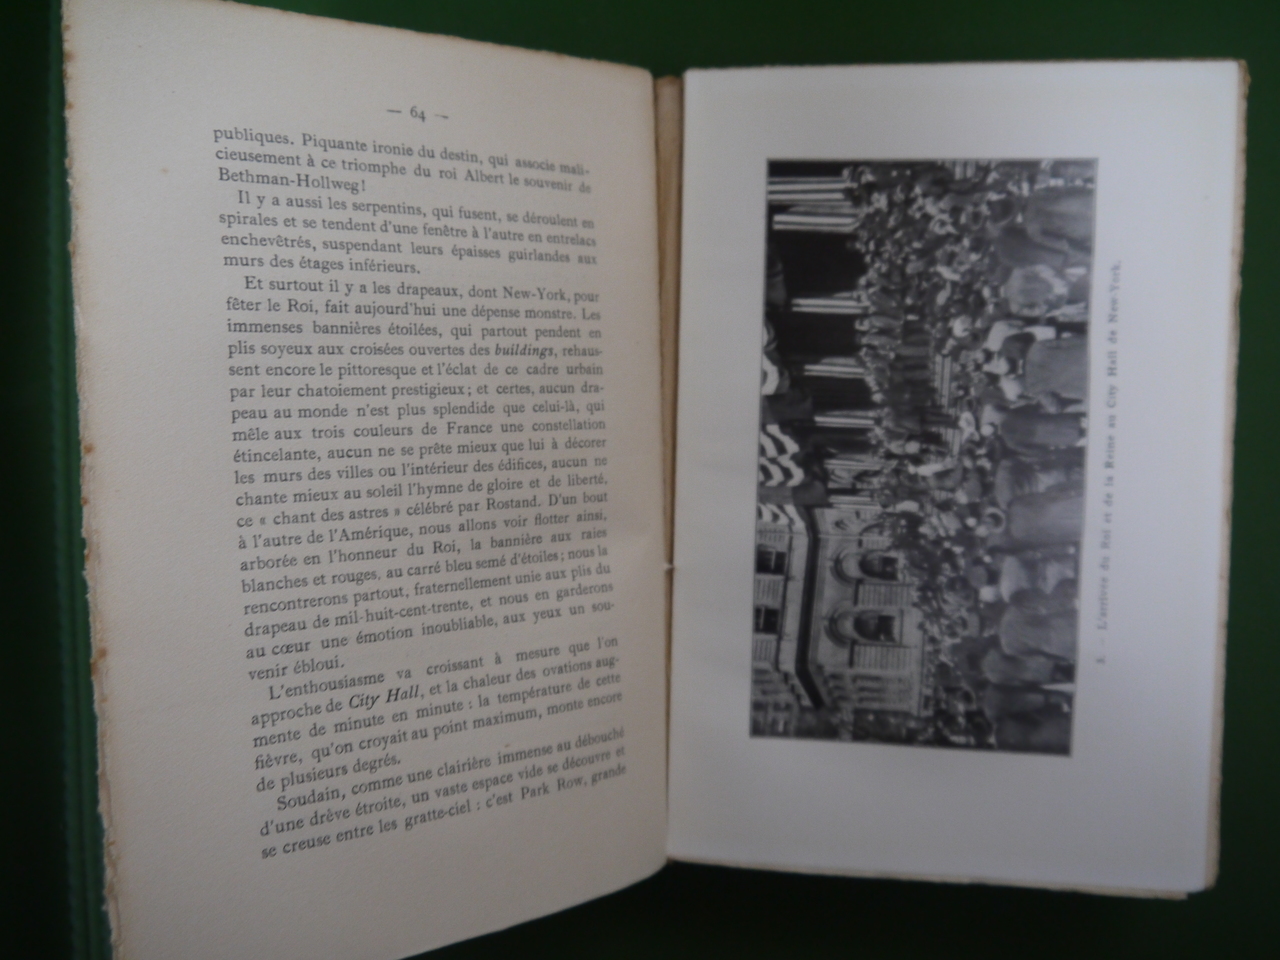 — 64 —
publiques. Piquante ironie du destin, qui associe mali-
cieusement à ce triomphe du roi Albert le souvenir de
Bethman-Hollweg!
Il y a aussi les serpentins, qui fusent, se déroulent en
spirales et se tendent d'une fenêtre à l'autre en entrelacs
enchevêtrés, suspendant leurs épaisses guirlandes aux
murs des étages inférieurs.
Et surtout il y a les drapeaux, dont New-York, pour
fêter le Roi, fait aujourd'hui une dépense monstre. Les
immenses bannières étoilées, qui partout pendent en
plis soyeux aux croisées ouvertes des buildings, rehaus-
sent encore le pittoresque et l'éclat de ce cadre urbain
par leur chatoiement prestigieux; et certes, aucun dra-
peau au monde n'est plus splendide que celui-là, qui
mêle aux trois couleurs de France une constellation
étincelante, aucun ne se prête mieux que lui à décorer
les murs des villes ou l'intérieur des édifices, aucun ne
chante mieux au soleil l'hymne de gloire et de liberté,
ce « chant des astres » célébré par Rostand. D'un bout
à l'autre de l'Amérique, nous allons voir flotter ainsi,
arborée en l'honneur du Roi, la bannière aux raies
blanches et rouges, au carré bleu semé d'étoiles; nous la
rencontrerons partout, fraternellement unie aux plis du
drapeau de mil-huit-cent-trente, et nous en garderons
au cœur une émotion inoubliable, aux yeux un sou-
venir ébloui.
L'enthousiasme va croissant à mesure que l'on
approche de City Hall, et la chaleur des ovations aug-
mente de minute en minute : la température de cette
fièvre, qu'on croyait au point maximum, monte encore
de plusieurs degrés.
Soudain, comme une clairière immense au débouché
d'une drève étroite, un vaste espace vide se découvre et
se creuse entre les gratte-ciel : c'est Park Row, grande
— L'arrivée du Roi et de la Reine au City Hall de New-York.